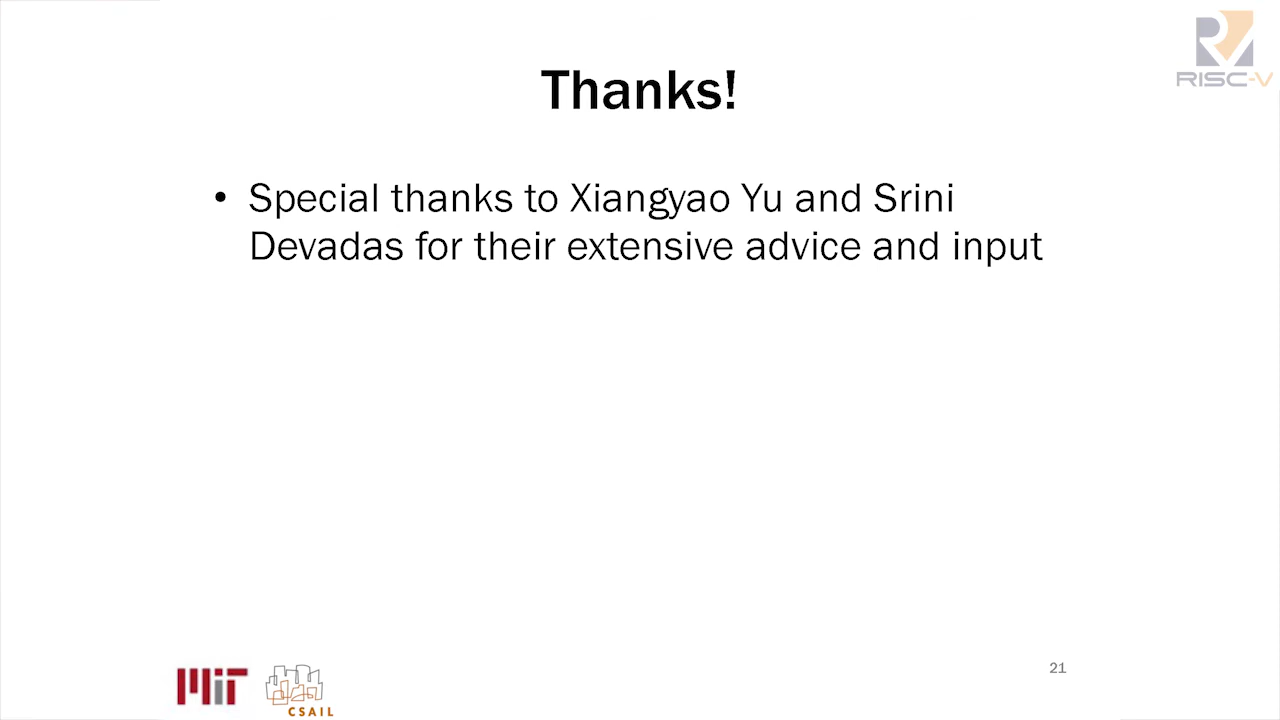 RISC-V
Thanks!
• Special thanks to Xiangyao Yu and Srini
Devadas for their extensive advice and input
MIT
CSAIL
21